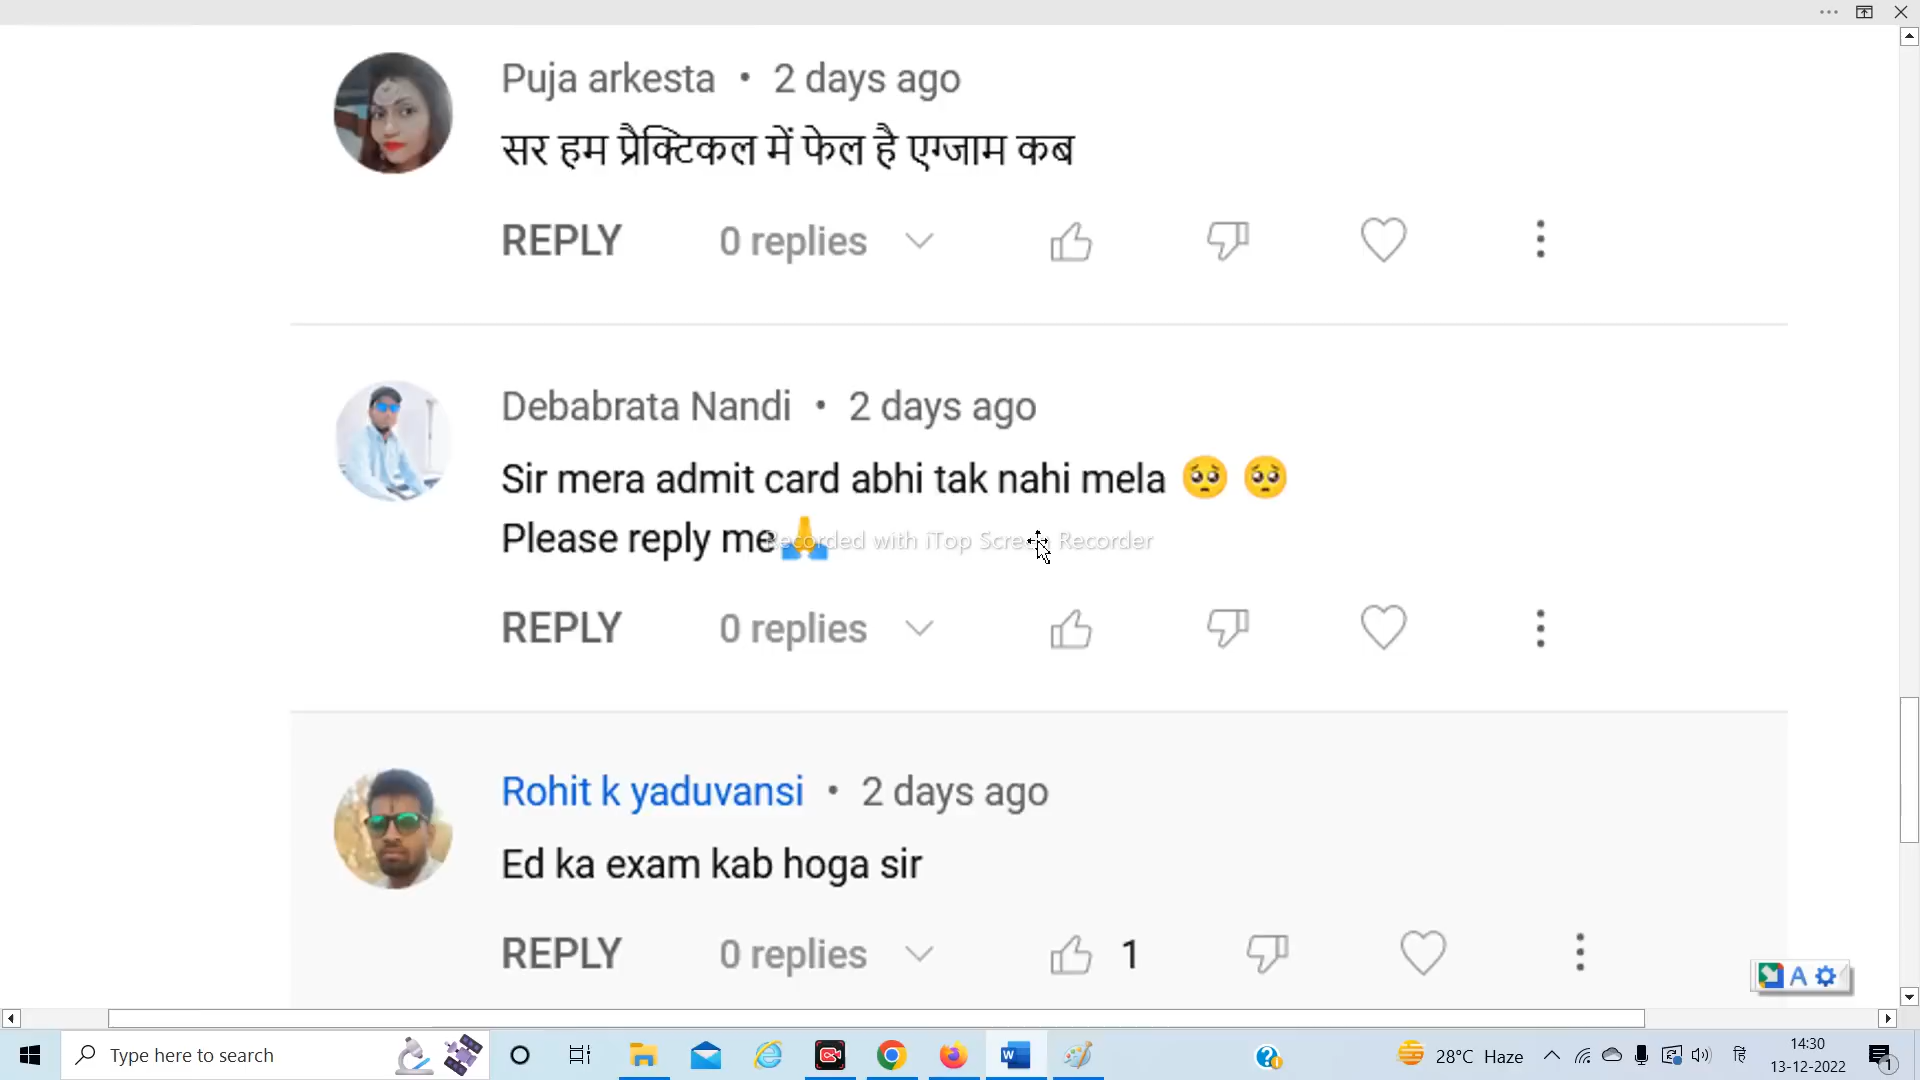 Puja arkesta • 2 days ago
सर हम प्रैक्टिकल में फेल है एग्जाम कब
REPLY 0 replies
Debabrata Nandi • 2 days ago
Sir mera admit card abhi tak nahi mela 🥺 🥺
Please reply me🙏
Recorded with iTop Screen Recorder
REPLY 0 replies
Rohit k yaduvansi • 2 days ago
Ed ka exam kab hoga sir
REPLY 0 replies 1
A
Type here to search
28°C Haze
हि
14:30
13-12-2022
1